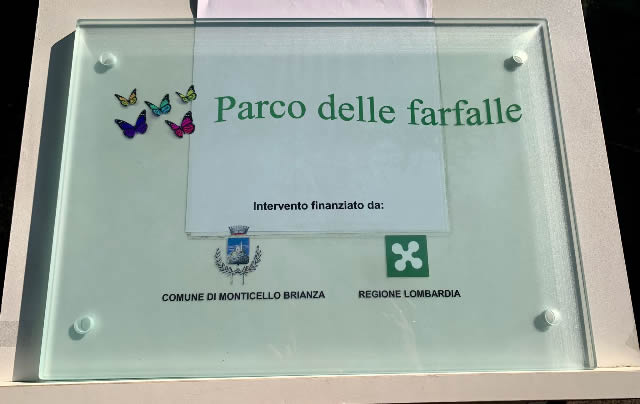 Parco delle farfalle
Intervento finanziato da:
COMUNE DI MONTICELLO BRIANZA
REGIONE LOMBARDIA